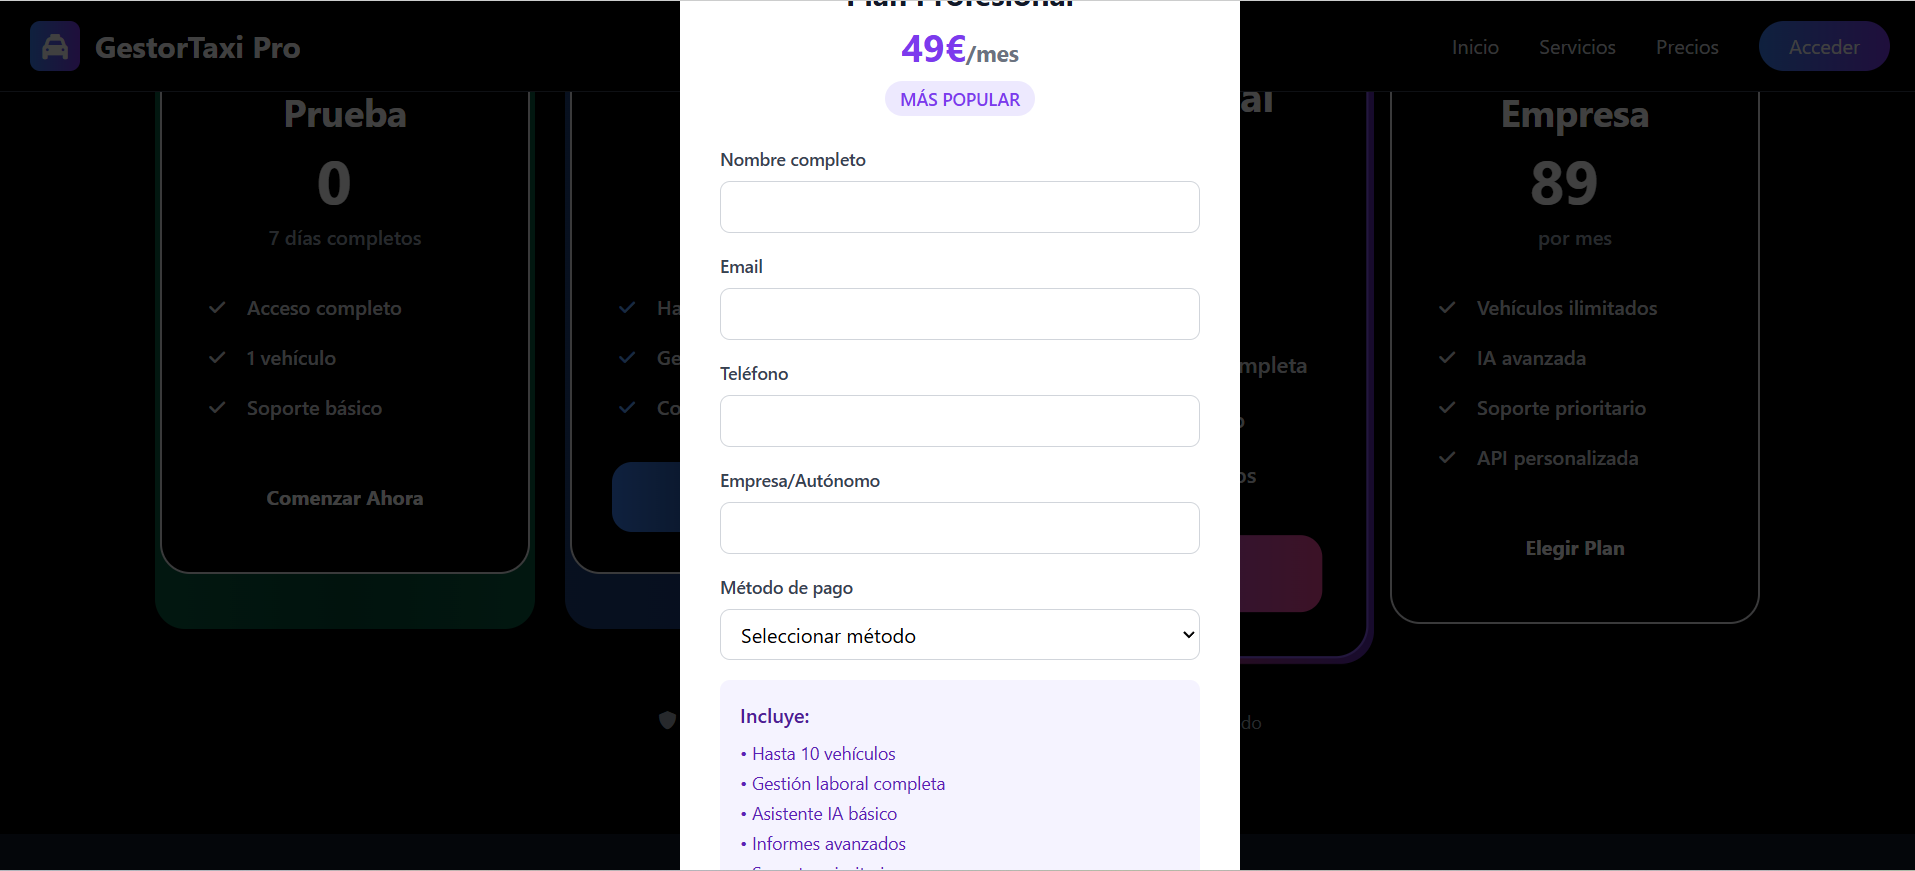 GestorTaxi Pro
Inicio
Servicios
Precios
Acceder
Prueba
0
7 días completos
Acceso completo
1 vehículo
Soporte básico
Comenzar Ahora
Ha
Ge
Co
Plan Profesional
49€/mes
MÁS POPULAR
Nombre completo
Email
Teléfono
Empresa/Autónomo
Método de pago
Seleccionar método
Incluye:
• Hasta 10 vehículos
• Gestión laboral completa
• Asistente IA básico
• Informes avanzados
al
mpleta
os
do
Empresa
89
por mes
Vehículos ilimitados
IA avanzada
Soporte prioritario
API personalizada
Elegir Plan